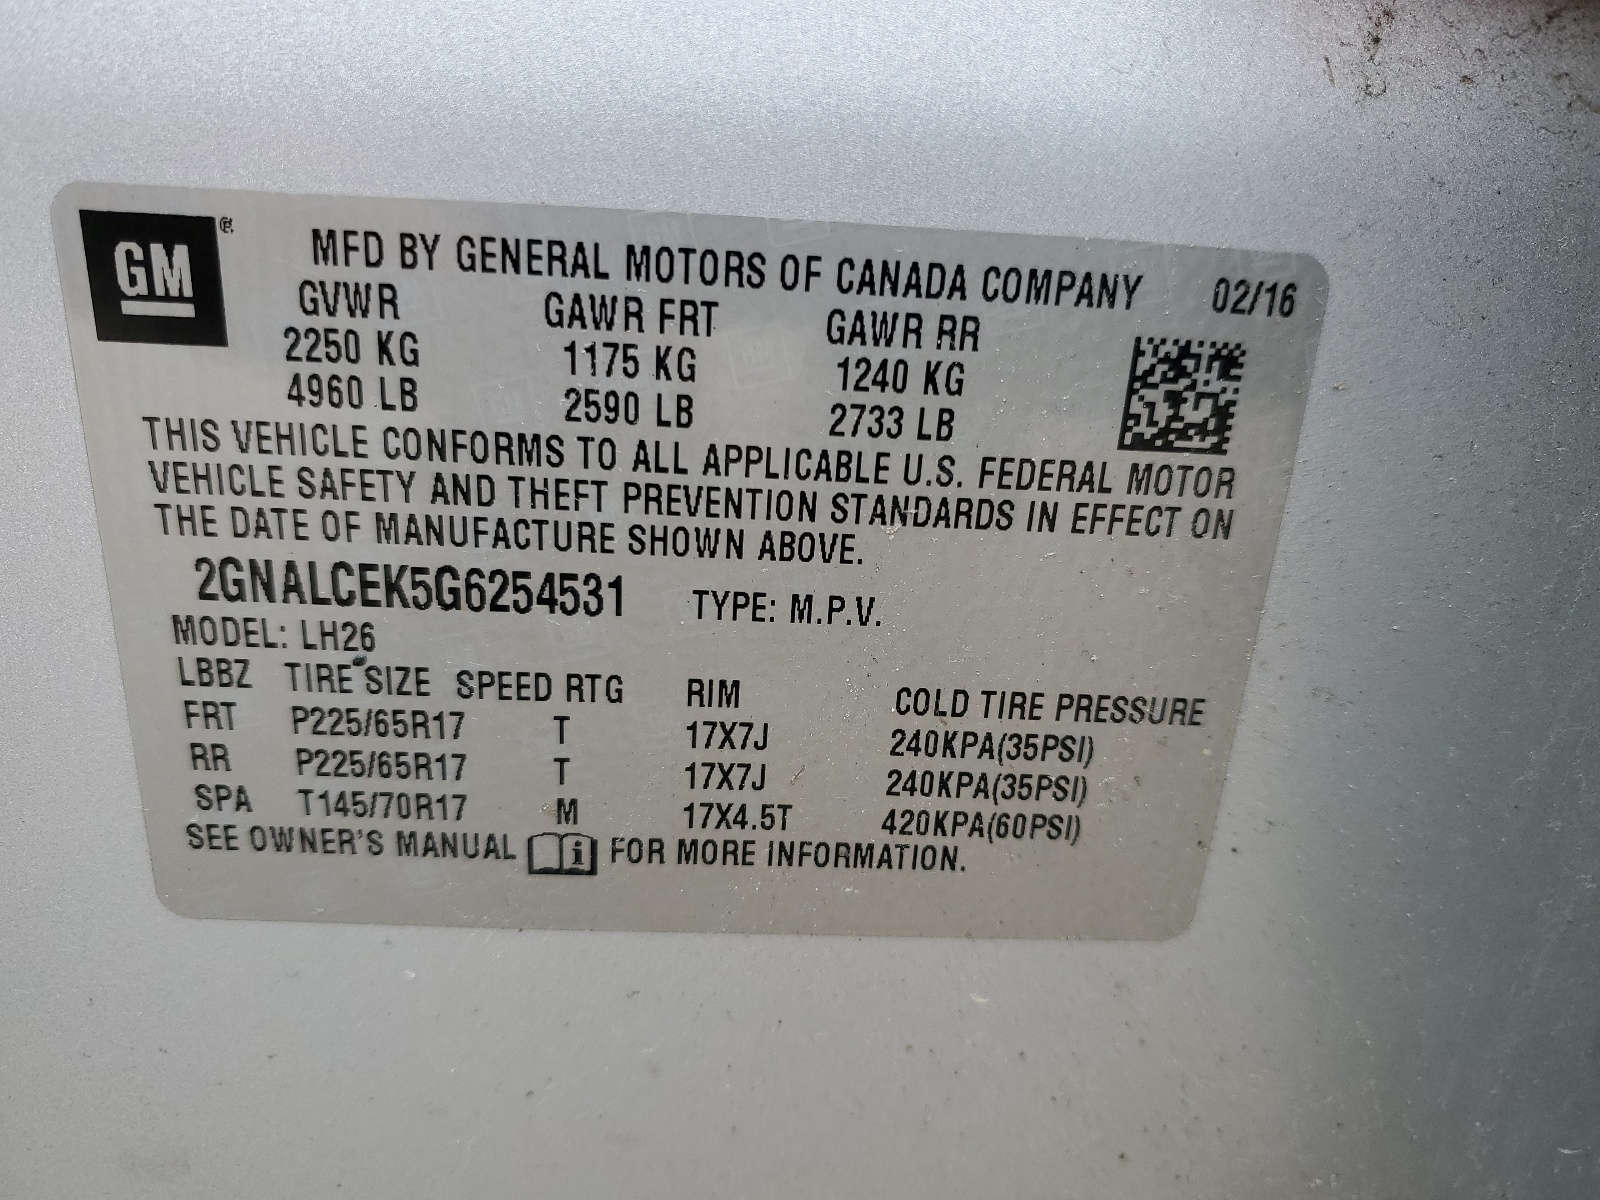 GM ®
MFD BY GENERAL MOTORS OF CANADA COMPANY 02/16
GVWR GAWR FRT GAWR RR
2250 KG 1175 KG 1240 KG
4960 LB 2590 LB 2733 LB
THIS VEHICLE CONFORMS TO ALL APPLICABLE U.S. FEDERAL MOTOR
VEHICLE SAFETY AND THEFT PREVENTION STANDARDS IN EFFECT ON
THE DATE OF MANUFACTURE SHOWN ABOVE.
2GNALCEK5G6254531 TYPE: M.P.V.
MODEL: LH26
LBBZ TIRE SIZE SPEED RTG RIM COLD TIRE PRESSURE
FRT P225/65R17 T 17X7J 240KPA(35PSI)
RR P225/65R17 T 17X7J 240KPA(35PSI)
SPA T145/70R17 M 17X4.5T 420KPA(60PSI)
SEE OWNER'S MANUAL i FOR MORE INFORMATION.